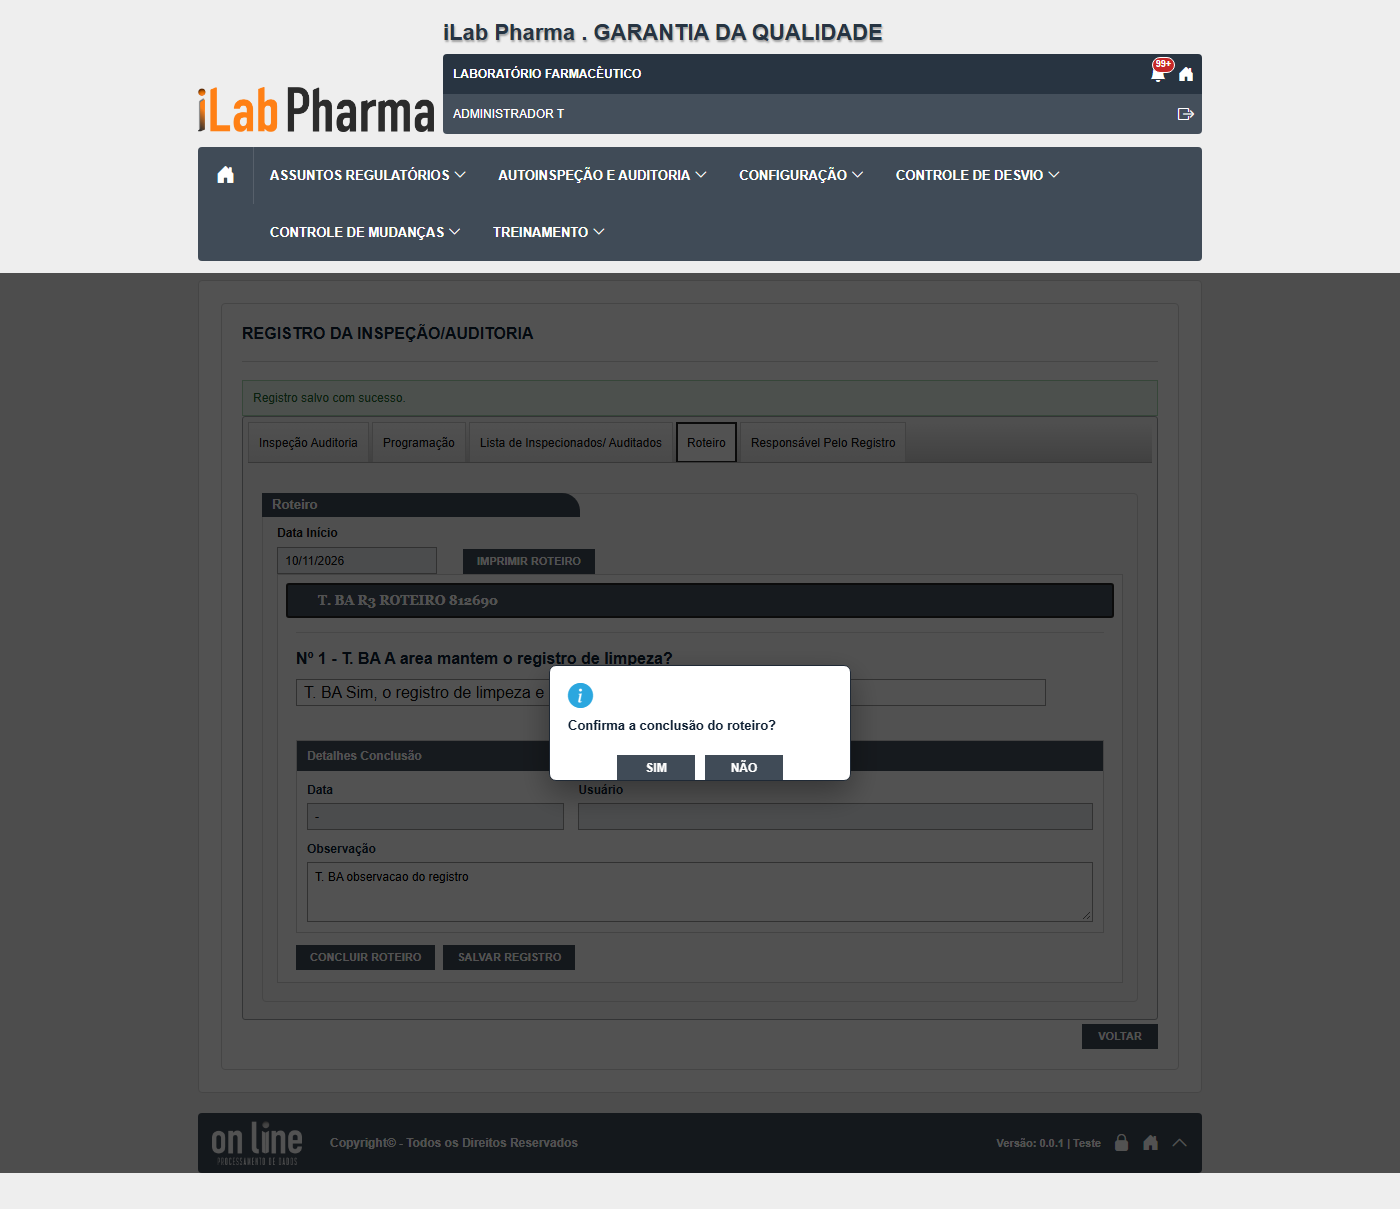 iLab Pharma . GARANTIA DA QUALIDADE
LABORATÓRIO FARMACÊUTICO
99+
iLab Pharma
ADMINISTRADOR T
ASSUNTOS REGULATÓRIOS
AUTOINSPEÇÃO E AUDITORIA
CONFIGURAÇÃO
CONTROLE DE DESVIO
CONTROLE DE MUDANÇAS
TREINAMENTO
REGISTRO DA INSPEÇÃO/AUDITORIA
Registro salvo com sucesso.
Inspeção Auditoria
Programação
Lista de Inspecionados/ Auditados
Roteiro
Responsável Pelo Registro
Roteiro
Data Início
10/11/2026
IMPRIMIR ROTEIRO
T. BA R3 ROTEIRO 812690
Nº 1 - T. BA A area mantem o registro de limpeza?
T. BA Sim, o registro de limpeza e
Confirma a conclusão do roteiro?
SIM
NÃO
Detalhes Conclusão
Data
Usuário
-
Observação
T. BA observacao do registro
CONCLUIR ROTEIRO
SALVAR REGISTRO
VOLTAR
on line
PROCESSAMENTO DE DADOS
Copyright© - Todos os Direitos Reservados
Versão: 0.0.1 | Teste